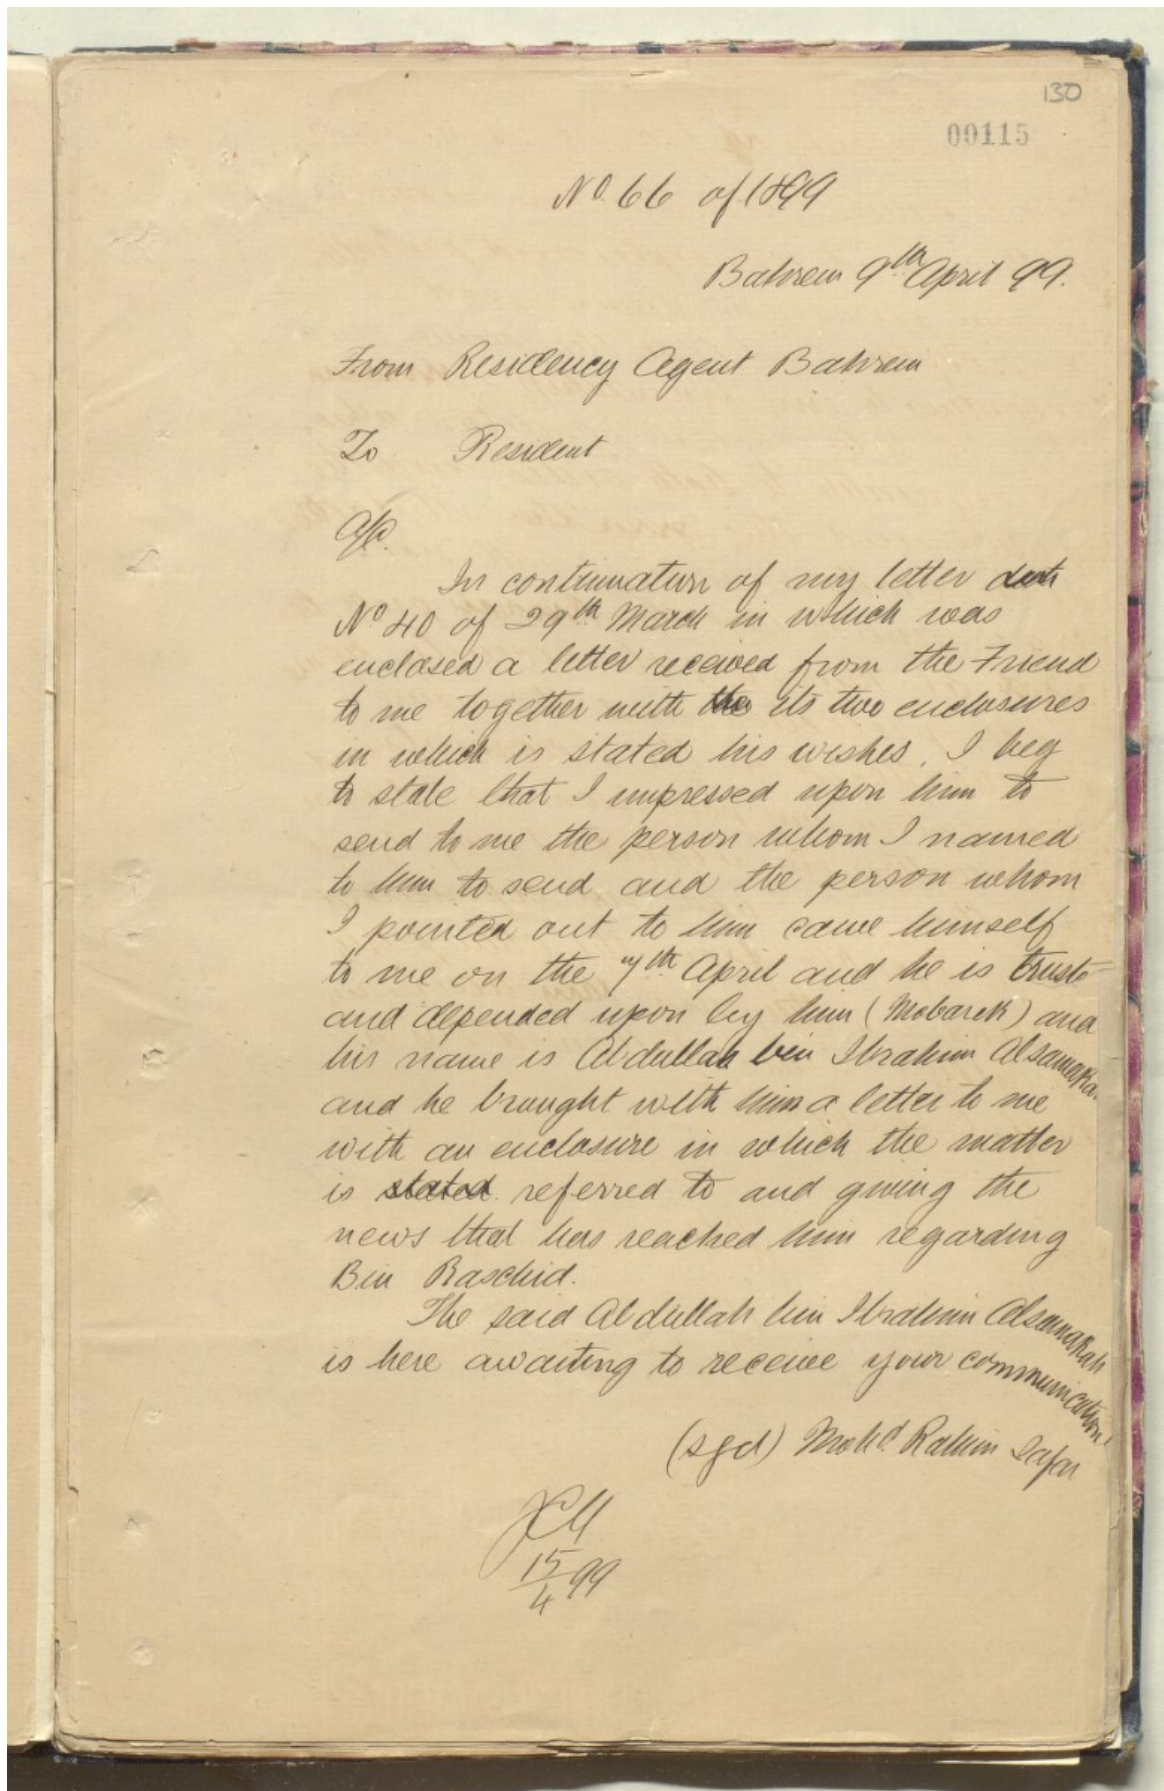 130
00115
No. 66 of 1899
Bahrein 9th April 99.
From Residency Agent Bahrein
To Resident
A/C.
In continuation of my letter
No 40 of 29th March in which was
enclosed a letter received from the Friend
to me together with the its two enclosures
in which is stated his wishes, I beg
to state that I impressed upon him to
send to me the person whom I named
to him to send and the person whom
I pointed out to him came himself
to me on the 7th April and he is
and depended upon by him (Mobarek) and
his name is Abdullah bin Ibrahim
and he brought with him a letter to me
with an enclosure in which the matter
is stated referred to and giving the
news that has reached him regarding
Bin Raschid.
The said Abdullah bin Ibrahim Alsamakah
is here awaiting to receive your communication
(sgd) Mohd. Rahim Safar
15/4 99